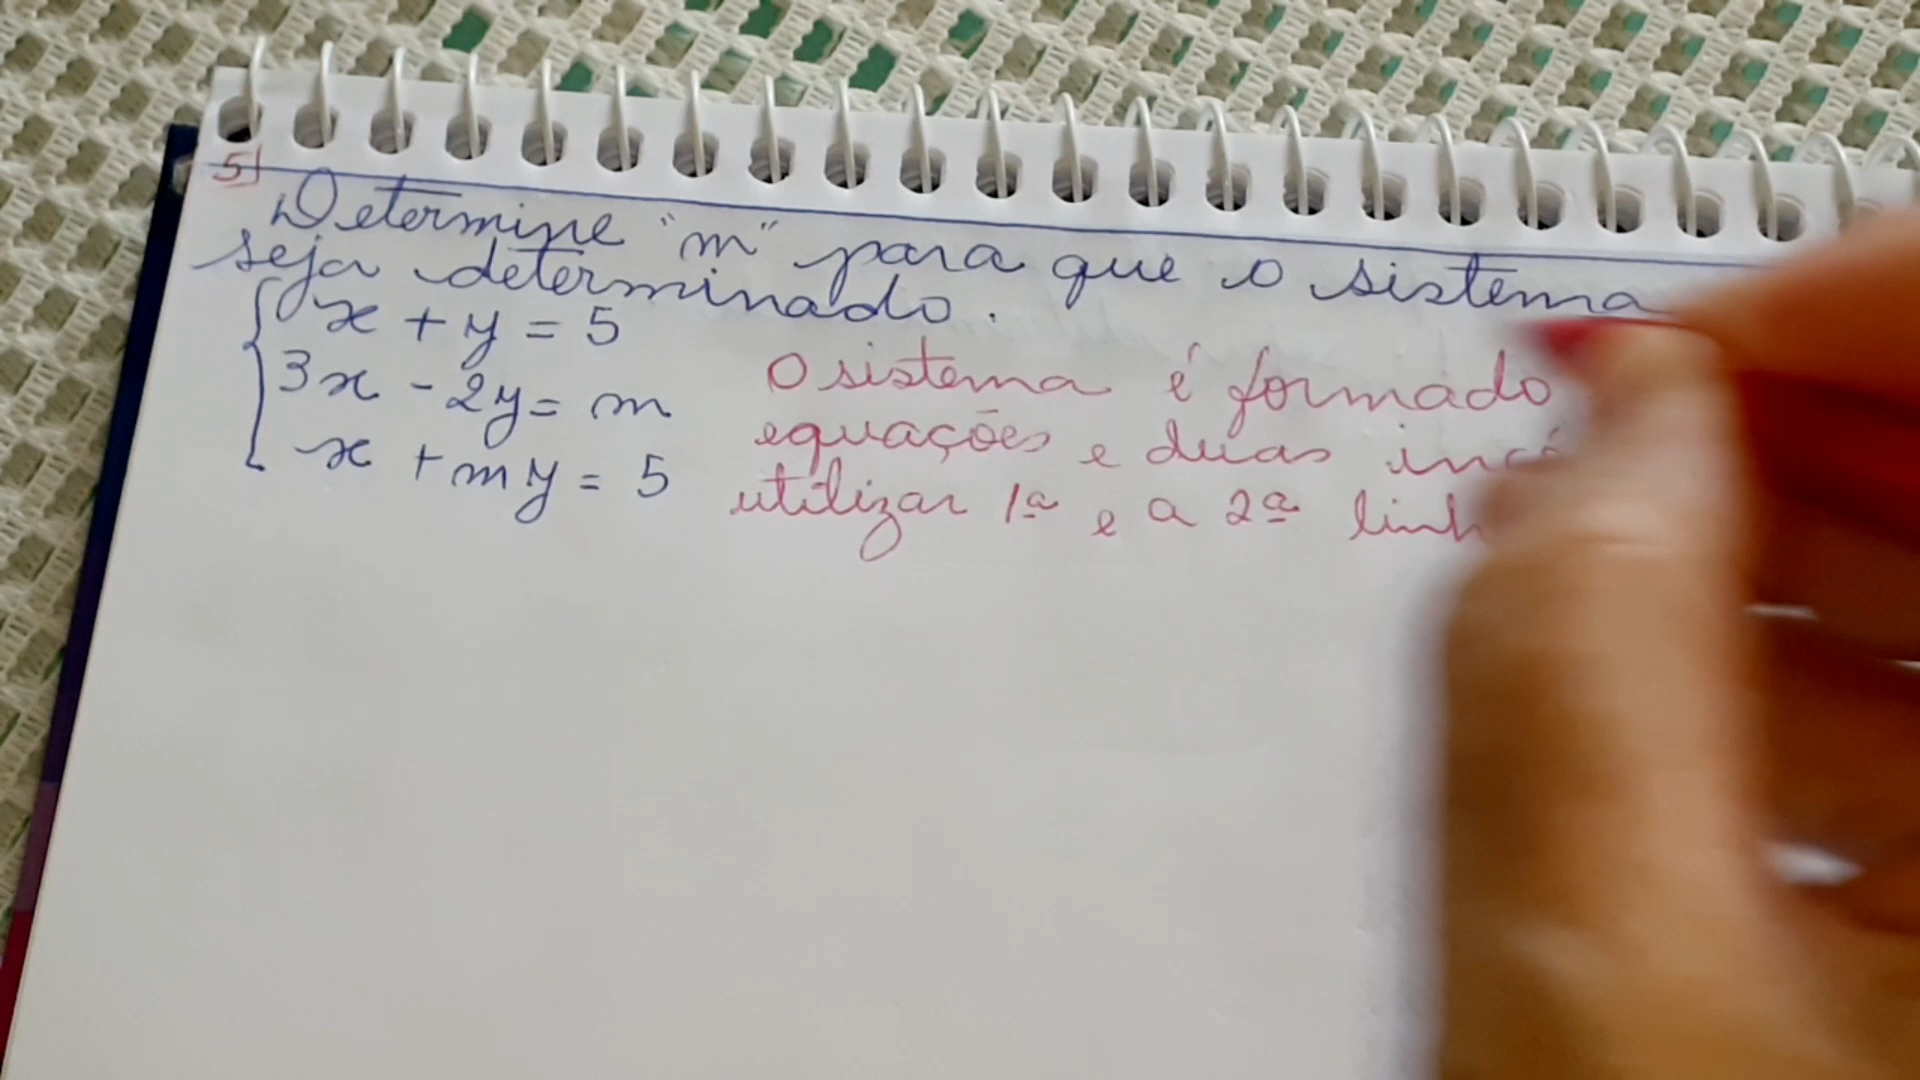 5)
Determine "m" para que o sistema
seja determinado.
x + y = 5
3x - 2y = m
x + my = 5
O sistema é formado
equações e duas
utilizar 1ª e a 2ª